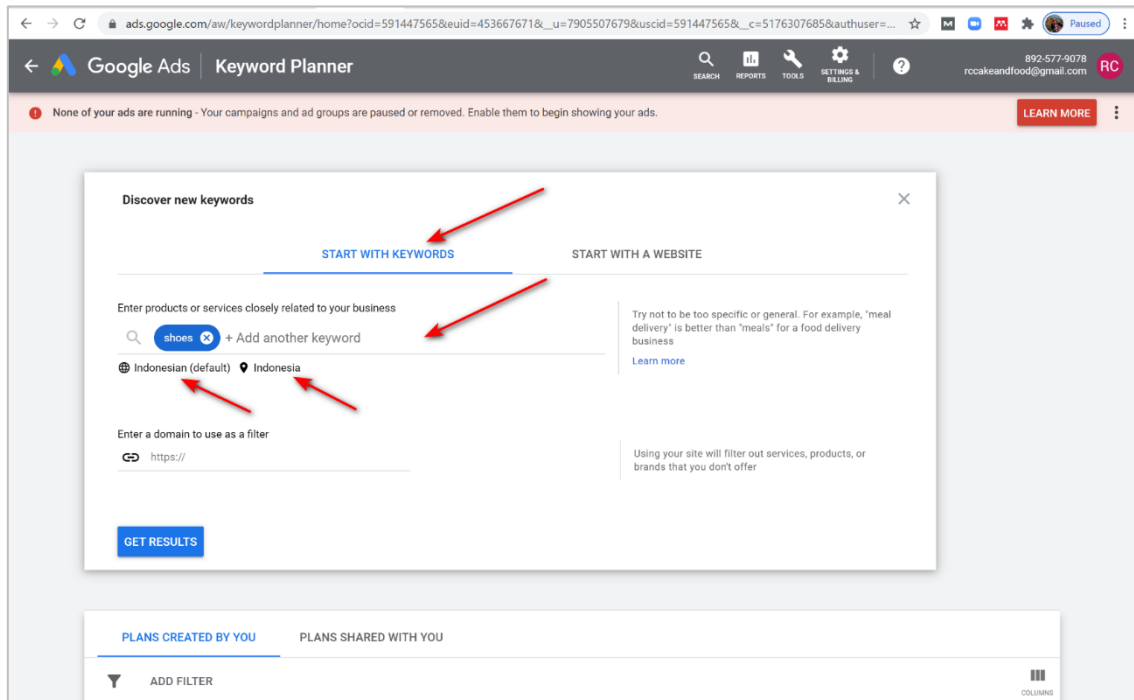 ads.google.com/aw/keywordplanner/home?ocid=591447565&euid=453667671&__u=7905507679&uscid=591447565&__c=5176307685&authuser=...
Paused
Google Ads
Keyword Planner
SEARCH
REPORTS
TOOLS
SETTINGS &
BILLING
892-577-9078
rccakeandfood@gmail.com
RC
None of your ads are running - Your campaigns and ad groups are paused or removed. Enable them to begin showing your ads.
LEARN MORE
Discover new keywords
START WITH KEYWORDS
START WITH A WEBSITE
Enter products or services closely related to your business
shoes
+ Add another keyword
Try not to be too specific or general. For example, "meal
delivery" is better than "meals" for a food delivery
business
Learn more
Indonesian (default)
Indonesia
Enter a domain to use as a filter
https://
Using your site will filter out services, products, or
brands that you don't offer
GET RESULTS
PLANS CREATED BY YOU
PLANS SHARED WITH YOU
ADD FILTER
COLUMNS